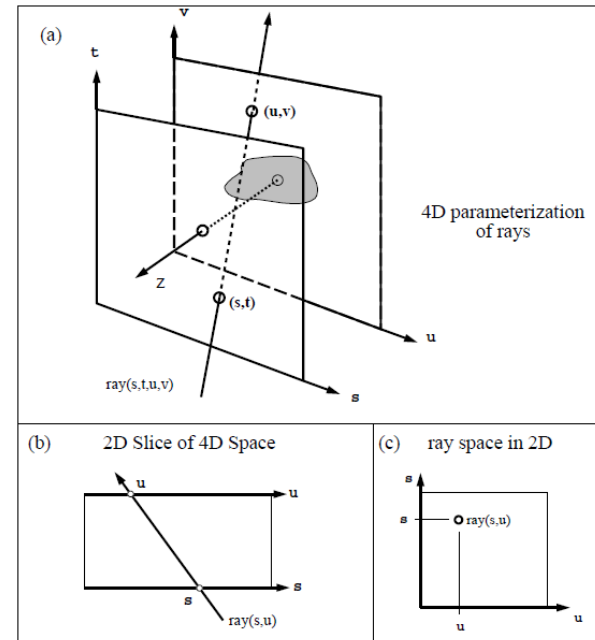 (a)
v
t
(u,v)
4D parameterization
of rays
Z
(s,t)
u
ray(s,t,u,v)
s
(b) 2D Slice of 4D Space
u
u
s
s
ray(s,u)
(c) ray space in 2D
s
s
ray(s,u)
u
u